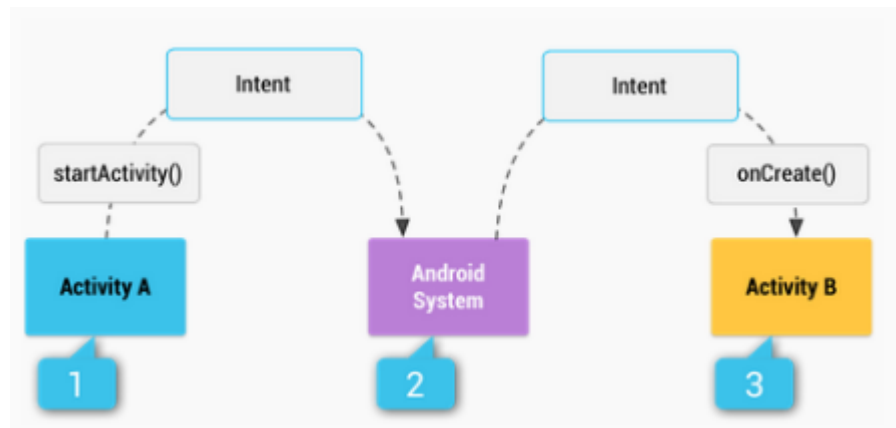 Intent
Intent
startActivity()
onCreate()
Activity A
Android
System
Activity B
1
2
3